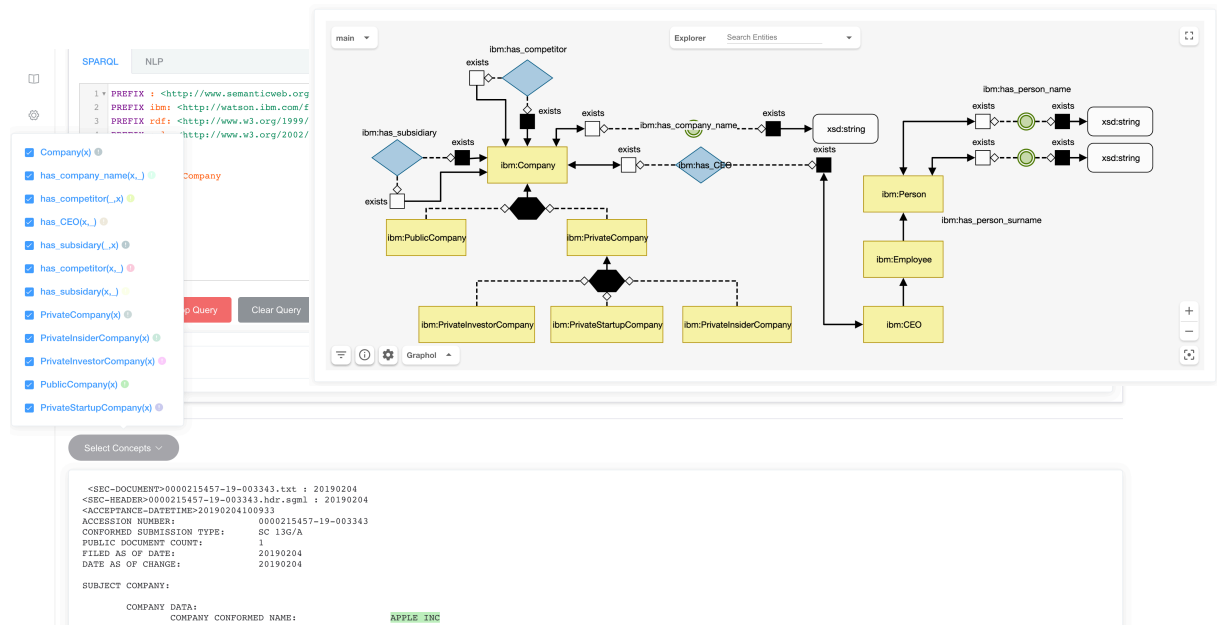 main
Explorer
Search Entities
ibm:has_competitor
exists
exists
exists
exists
ibm:has_company_name
xsd:string
ibm:has_person_name
exists
exists
xsd:string
exists
exists
xsd:string
ibm:has_subsidiary
exists
exists
exists
ibm:Company
exists
ibm:has_CEO
exists
ibm:Person
ibm:has_person_surname
ibm:PublicCompany
ibm:PrivateCompany
ibm:Employee
ibm:PrivateInvestorCompany
ibm:PrivateStartupCompany
ibm:PrivateInsiderCompany
ibm:CEO
Graphol
SPARQL
NLP
1 PREFIX : <http://www.semanticweb.org
2 PREFIX ibm: <http://watson.ibm.com/f
3 PREFIX rdf: <http://www.w3.org/1999/
http://www.w3.org/2002/
Company
Company(x)
has_company_name(x,_)
has_competitor(_,x)
has_CEO(x,_)
has_subsidary(_,x)
has_competitor(x,_)
has_subsidary(x,_)
PrivateCompany(x)
PrivateInsiderCompany(x)
PrivateInvestorCompany(x)
PublicCompany(x)
PrivateStartupCompany(x)
Query
Clear Query
Select Concepts
<SEC-DOCUMENT>0000215457-19-003343.txt : 20190204
<SEC-HEADER>0000215457-19-003343.hdr.sgml : 20190204
<ACCEPTANCE-DATETIME>20190204100933
ACCESSION NUMBER: 0000215457-19-003343
CONFORMED SUBMISSION TYPE: SC 13G/A
PUBLIC DOCUMENT COUNT: 1
FILED AS OF DATE: 20190204
DATE AS OF CHANGE: 20190204
SUBJECT COMPANY:
COMPANY DATA:
COMPANY CONFORMED NAME: APPLE INC